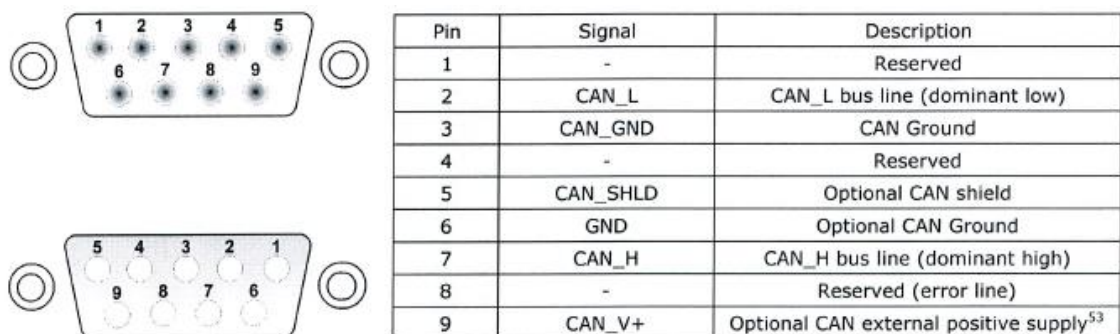 1 2 3 4 5
6 7 8 9
5 4 3 2 1
9 8 7 6
Pin Signal Description
1 - Reserved
2 CAN_L CAN_L bus line (dominant low)
3 CAN_GND CAN Ground
4 - Reserved
5 CAN_SHLD Optional CAN shield
6 GND Optional CAN Ground
7 CAN_H CAN_H bus line (dominant high)
8 - Reserved (error line)
9 CAN_V+ Optional CAN external positive supply53